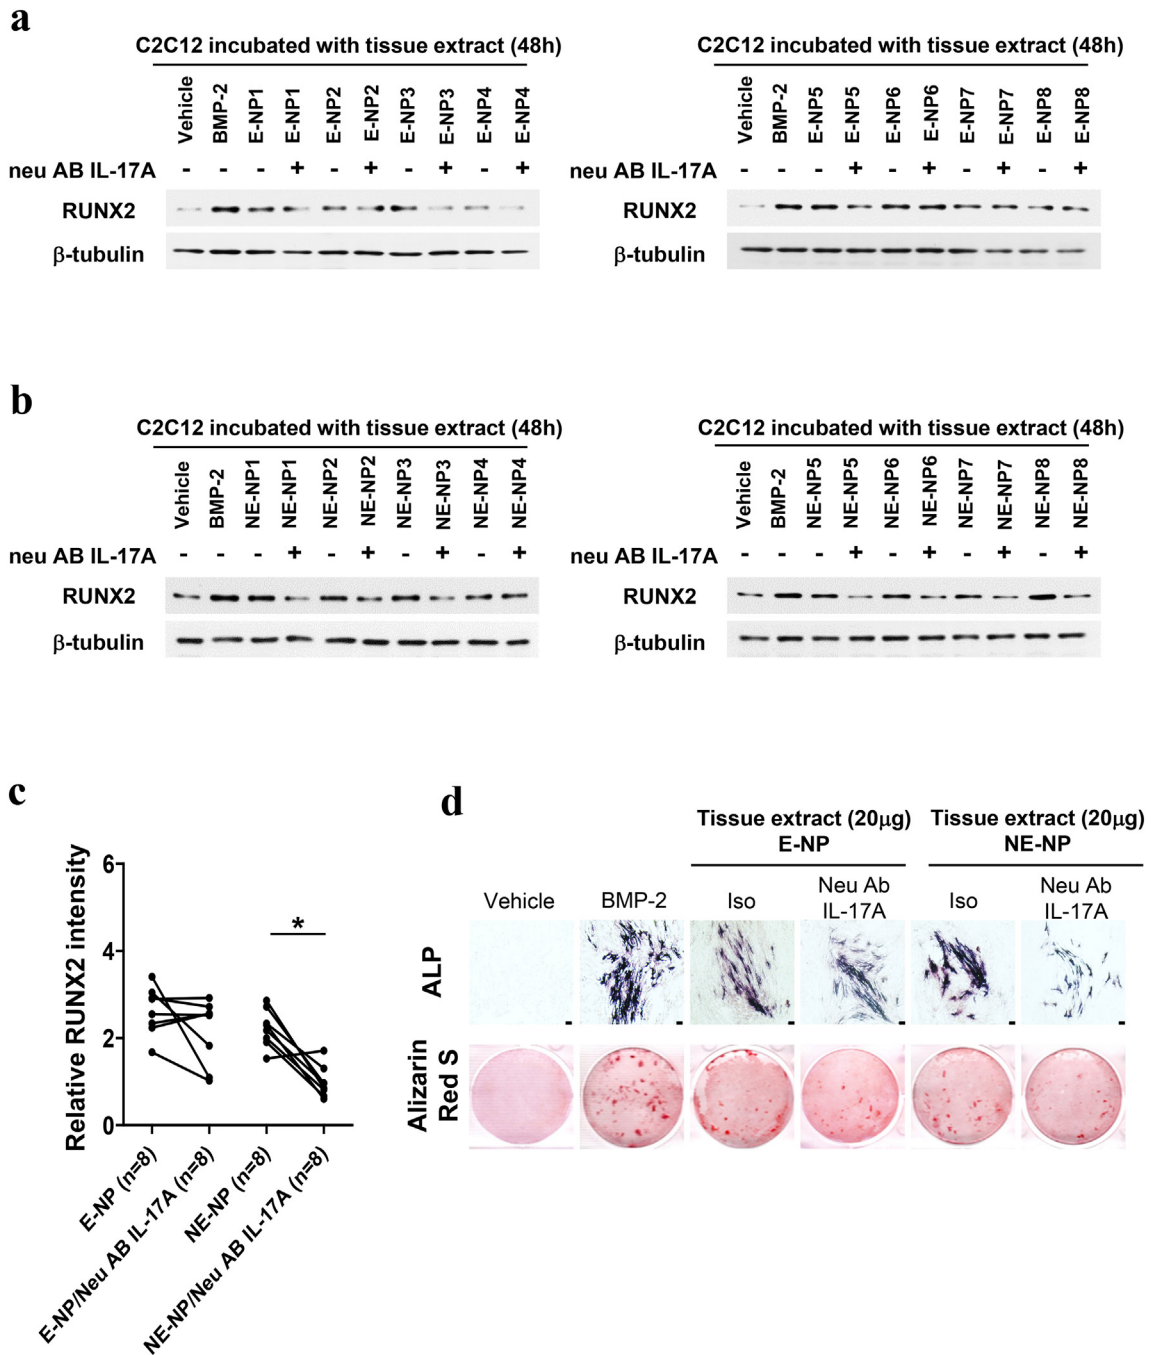 a
C2C12 incubated with tissue extract (48h)
Vehicle
BMP-2
E-NP1
E-NP1
E-NP2
E-NP2
E-NP3
E-NP3
E-NP4
E-NP4
neu AB IL-17A - - - + - + - + - +
RUNX2
β-tubulin
C2C12 incubated with tissue extract (48h)
Vehicle
BMP-2
E-NP5
E-NP5
E-NP6
E-NP6
E-NP7
E-NP7
E-NP8
E-NP8
neu AB IL-17A - - - + - + - + - +
RUNX2
β-tubulin
b
C2C12 incubated with tissue extract (48h)
Vehicle
BMP-2
NE-NP1
NE-NP1
NE-NP2
NE-NP2
NE-NP3
NE-NP3
NE-NP4
NE-NP4
neu AB IL-17A - - - + - + - + - +
RUNX2
β-tubulin
C2C12 incubated with tissue extract (48h)
Vehicle
BMP-2
NE-NP5
NE-NP5
NE-NP6
NE-NP6
NE-NP7
NE-NP7
NE-NP8
NE-NP8
neu AB IL-17A - - - + - + - + - +
RUNX2
β-tubulin
c
Relative RUNX2 intensity
6
4
2
0
*
E-NP (n=8)
E-NP/Neu AB IL-17A (n=8)
NE-NP (n=8)
NE-NP/Neu AB IL-17A (n=8)
d
Tissue extract (20μg)
E-NP
Tissue extract (20μg)
NE-NP
Vehicle
BMP-2
Iso
Neu Ab
IL-17A
Iso
Neu Ab
IL-17A
ALP
Alizarin
Red S